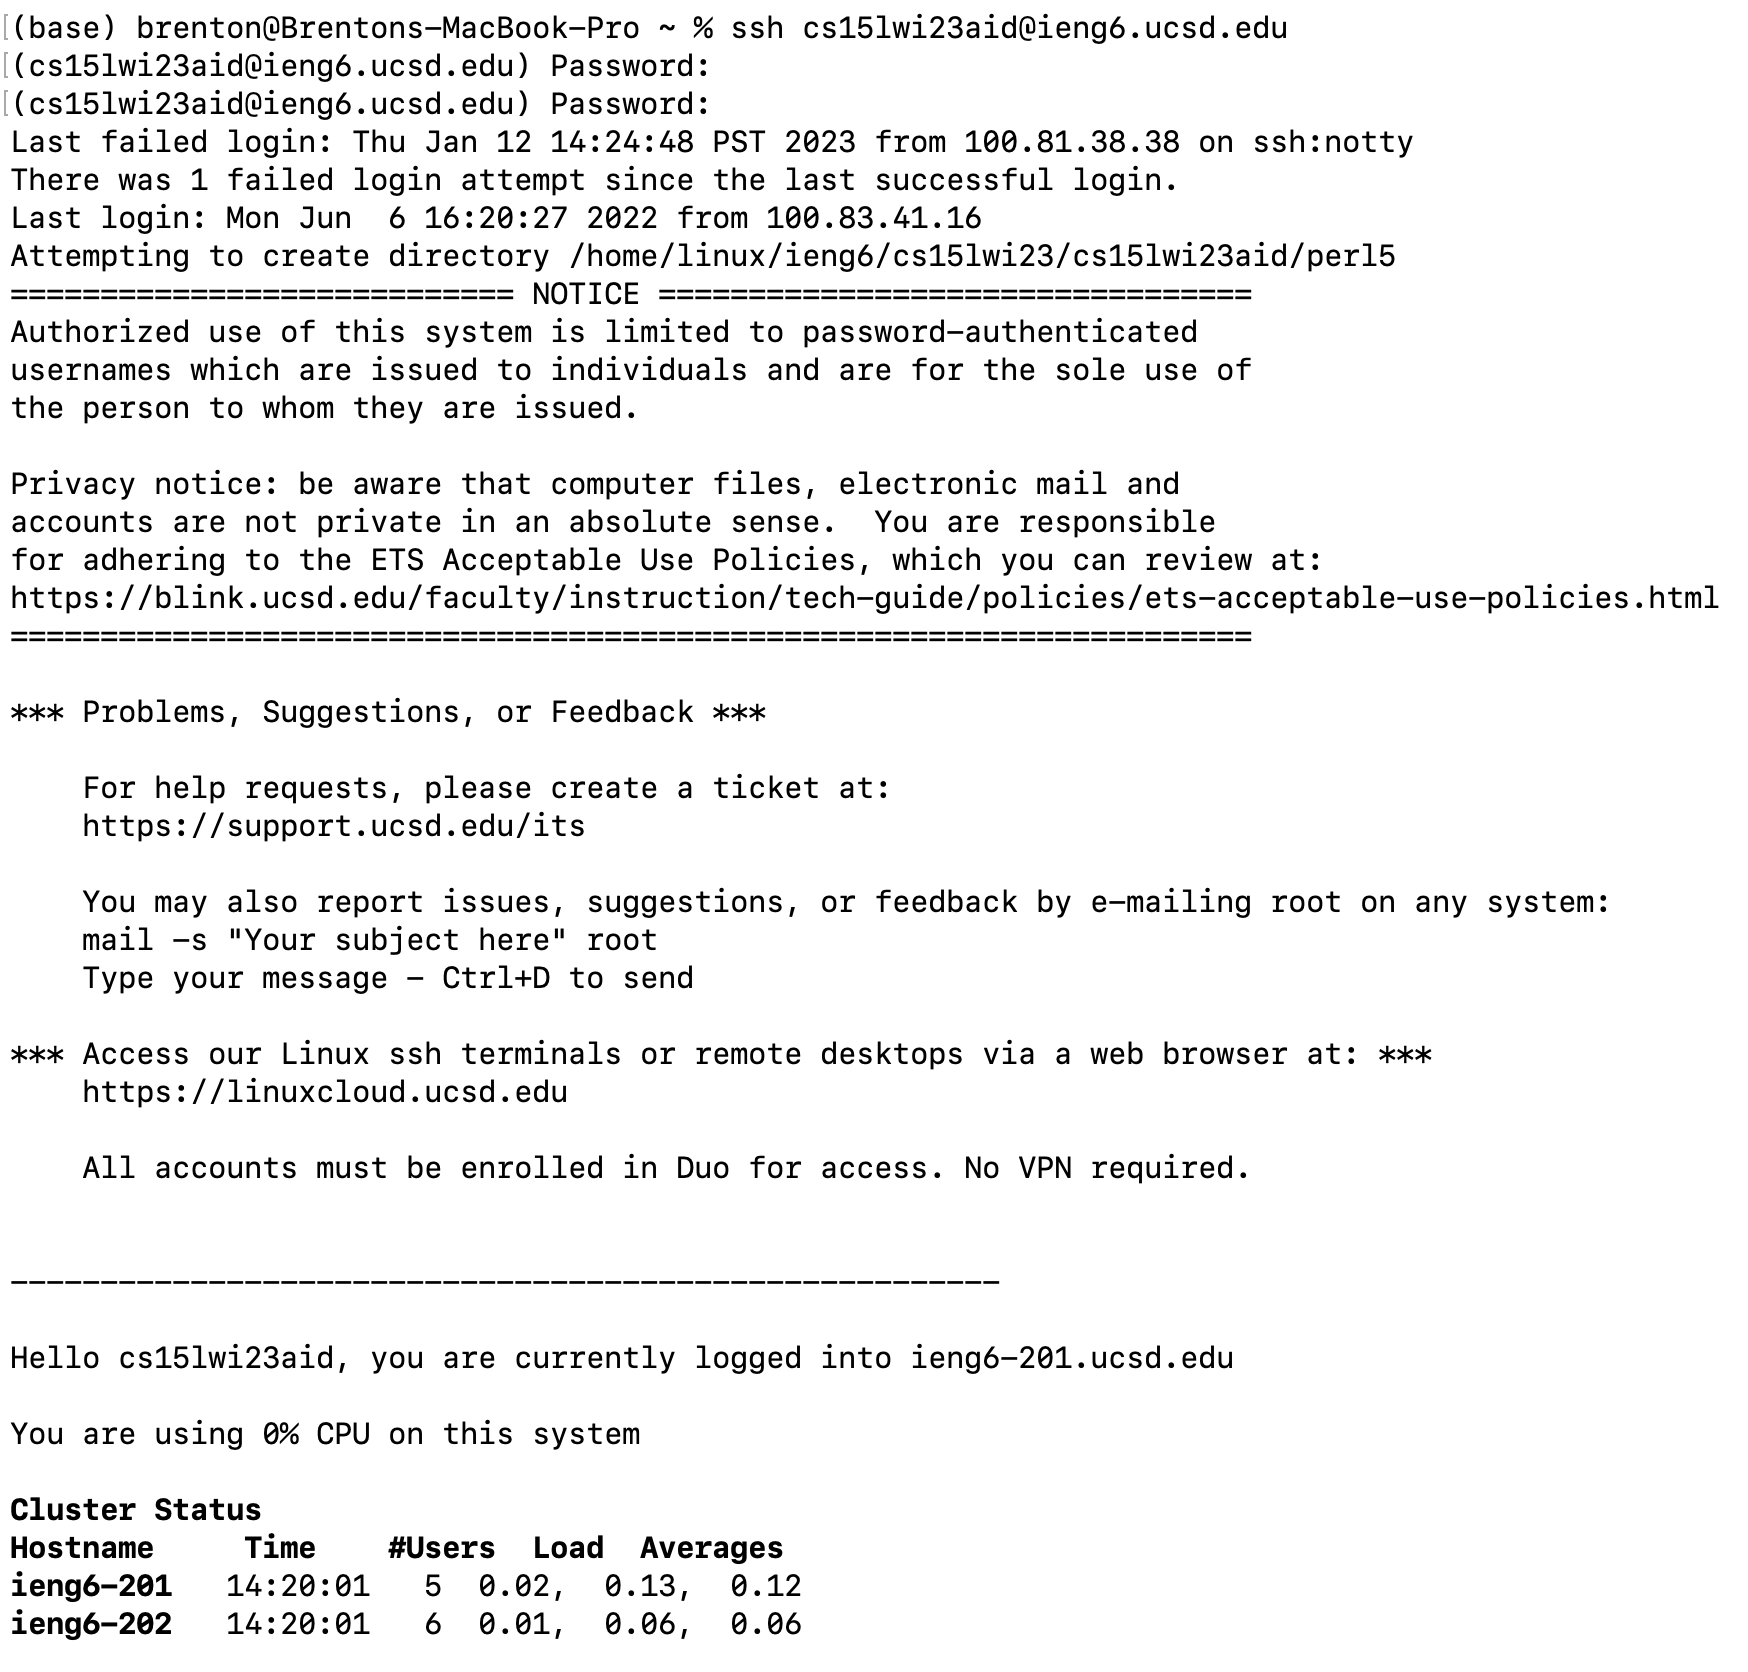 (base) brenton@Brentons-MacBook-Pro ~ % ssh cs15lwi23aid@ieng6.ucsd.edu
(cs15lwi23aid@ieng6.ucsd.edu) Password:
(cs15lwi23aid@ieng6.ucsd.edu) Password:
Last failed login: Thu Jan 12 14:24:48 PST 2023 from 100.81.38.38 on ssh:notty
There was 1 failed login attempt since the last successful login.
Last login: Mon Jun  6 16:20:27 2022 from 100.83.41.16
Attempting to create directory /home/linux/ieng6/cs15lwi23/cs15lwi23aid/perl5
============================ NOTICE =================================
Authorized use of this system is limited to password-authenticated
usernames which are issued to individuals and are for the sole use of
the person to whom they are issued.

Privacy notice: be aware that computer files, electronic mail and
accounts are not private in an absolute sense.  You are responsible
for adhering to the ETS Acceptable Use Policies, which you can review at:
https://blink.ucsd.edu/faculty/instruction/tech-guide/policies/ets-acceptable-use-policies.html
=====================================================================

*** Problems, Suggestions, or Feedback ***

    For help requests, please create a ticket at:
    https://support.ucsd.edu/its

    You may also report issues, suggestions, or feedback by e-mailing root on any system:
    mail -s "Your subject here" root
    Type your message - Ctrl+D to send

*** Access our Linux ssh terminals or remote desktops via a web browser at: ***
    https://linuxcloud.ucsd.edu

    All accounts must be enrolled in Duo for access. No VPN required.

-------------------------------------------------------

Hello cs15lwi23aid, you are currently logged into ieng6-201.ucsd.edu

You are using 0% CPU on this system

Cluster Status
Hostname     Time    #Users  Load  Averages
ieng6-201   14:20:01   5  0.02,  0.13,  0.12
ieng6-202   14:20:01   6  0.01,  0.06,  0.06